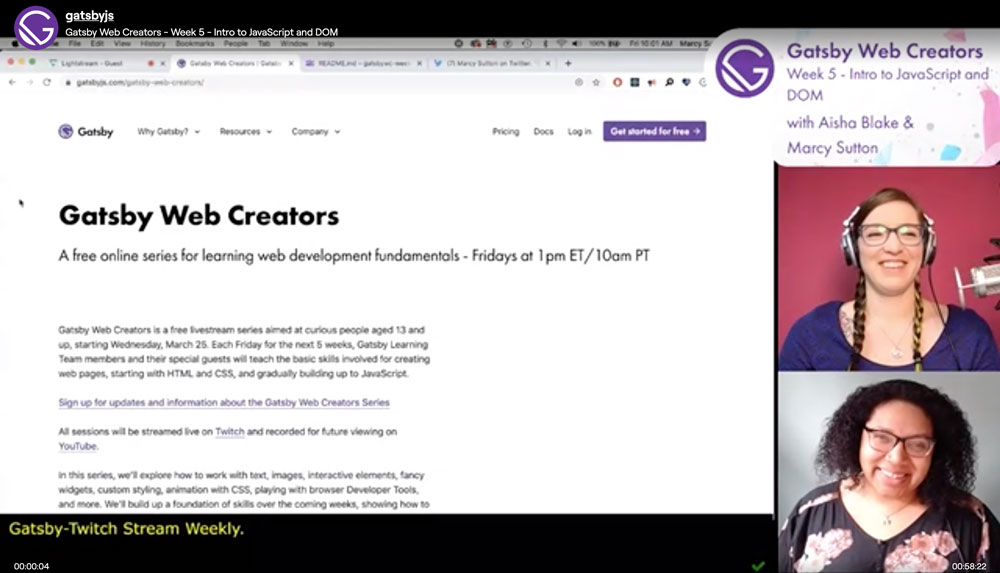 gatsbyjs
Gatsby Web Creators - Week 5 - Intro to JavaScript and DOM
File Edit View History Bookmarks People Tab Window Help
Fri 10:01 AM Marcy Su
Lightstream - Guest
Gatsby Web Creators | Gatsb
README.md – gatsbywc-wee
(7) Marcy Sutton on Twitter:
gatsbyjs.com/gatsby-web-creators/
Gatsby Web Creators
Week 5 - Intro to JavaScript and
DOM
with Aisha Blake &
Marcy Sutton
Gatsby
Why Gatsby?
Resources
Company
Pricing
Docs
Log in
Get started for free →
Gatsby Web Creators
A free online series for learning web development fundamentals - Fridays at 1pm ET/10am PT
Gatsby Web Creators is a free livestream series aimed at curious people aged 13 and
up, starting Wednesday, March 25. Each Friday for the next 5 weeks, Gatsby Learning
Team members and their special guests will teach the basic skills involved for creating
web pages, starting with HTML and CSS, and gradually building up to JavaScript.
Sign up for updates and information about the Gatsby Web Creators Series
All sessions will be streamed live on Twitch and recorded for future viewing on
YouTube.
In this series, we'll explore how to work with text, images, interactive elements, fancy
widgets, custom styling, animation with CSS, playing with browser Developer Tools,
and more. We'll build up a foundation of skills over the coming weeks, showing how to
Gatsby-Twitch Stream Weekly.
00:00:04
00:58:22